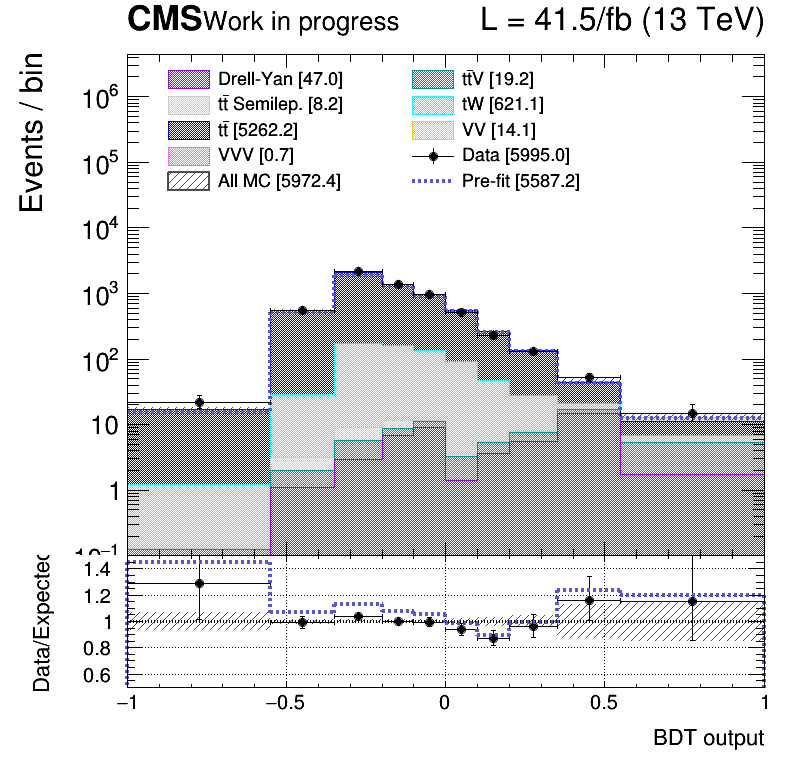 CMS Work in progress L = 41.5/fb (13 TeV)
Events / bin
Drell-Yan [47.0] tt̄V [19.2]
tt̄ Semilep. [8.2] tW [621.1]
tt̄ [5262.2] VV [14.1]
VVV [0.7] Data [5995.0]
All MC [5972.4] Pre-fit [5587.2]
10⁶
10⁵
10⁴
10³
10²
10
1
10⁻¹
Data/Expected
1.4
1.2
1
0.8
0.6
−1 −0.5 0 0.5 1
BDT output